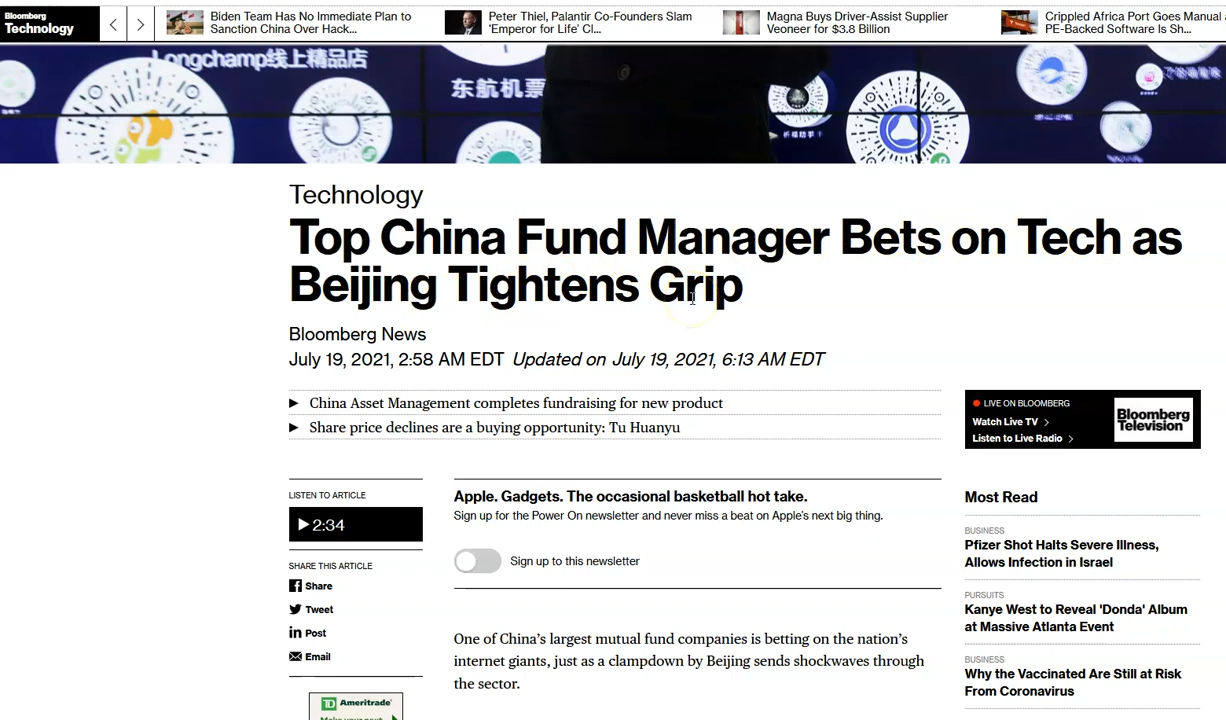 Bloomberg
Technology
Biden Team Has No Immediate Plan to
Sanction China Over Hack...
Peter Thiel, Palantir Co-Founders Slam
'Emperor for Life' Cl...
Magna Buys Driver-Assist Supplier
Veoneer for $3.8 Billion
Crippled Africa Port Goes Manual a
PE-Backed Software Is Sh...
Longchamp线上精品店
东航机票
祈福助手
Technology
Top China Fund Manager Bets on Tech as
Beijing Tightens Grip
Bloomberg News
July 19, 2021, 2:58 AM EDT Updated on July 19, 2021, 6:13 AM EDT
▶ China Asset Management completes fundraising for new product
▶ Share price declines are a buying opportunity: Tu Huanyu
LIVE ON BLOOMBERG
Watch Live TV >
Listen to Live Radio >
Bloomberg
Television
LISTEN TO ARTICLE
▶ 2:34
SHARE THIS ARTICLE
Share
Tweet
Post
Email
TD Ameritrade
Make your next
Apple. Gadgets. The occasional basketball hot take.
Sign up for the Power On newsletter and never miss a beat on Apple's next big thing.
Sign up to this newsletter
One of China's largest mutual fund companies is betting on the nation's
internet giants, just as a clampdown by Beijing sends shockwaves through
the sector.
Most Read
BUSINESS
Pfizer Shot Halts Severe Illness,
Allows Infection in Israel
PURSUITS
Kanye West to Reveal 'Donda' Album
at Massive Atlanta Event
BUSINESS
Why the Vaccinated Are Still at Risk
From Coronavirus